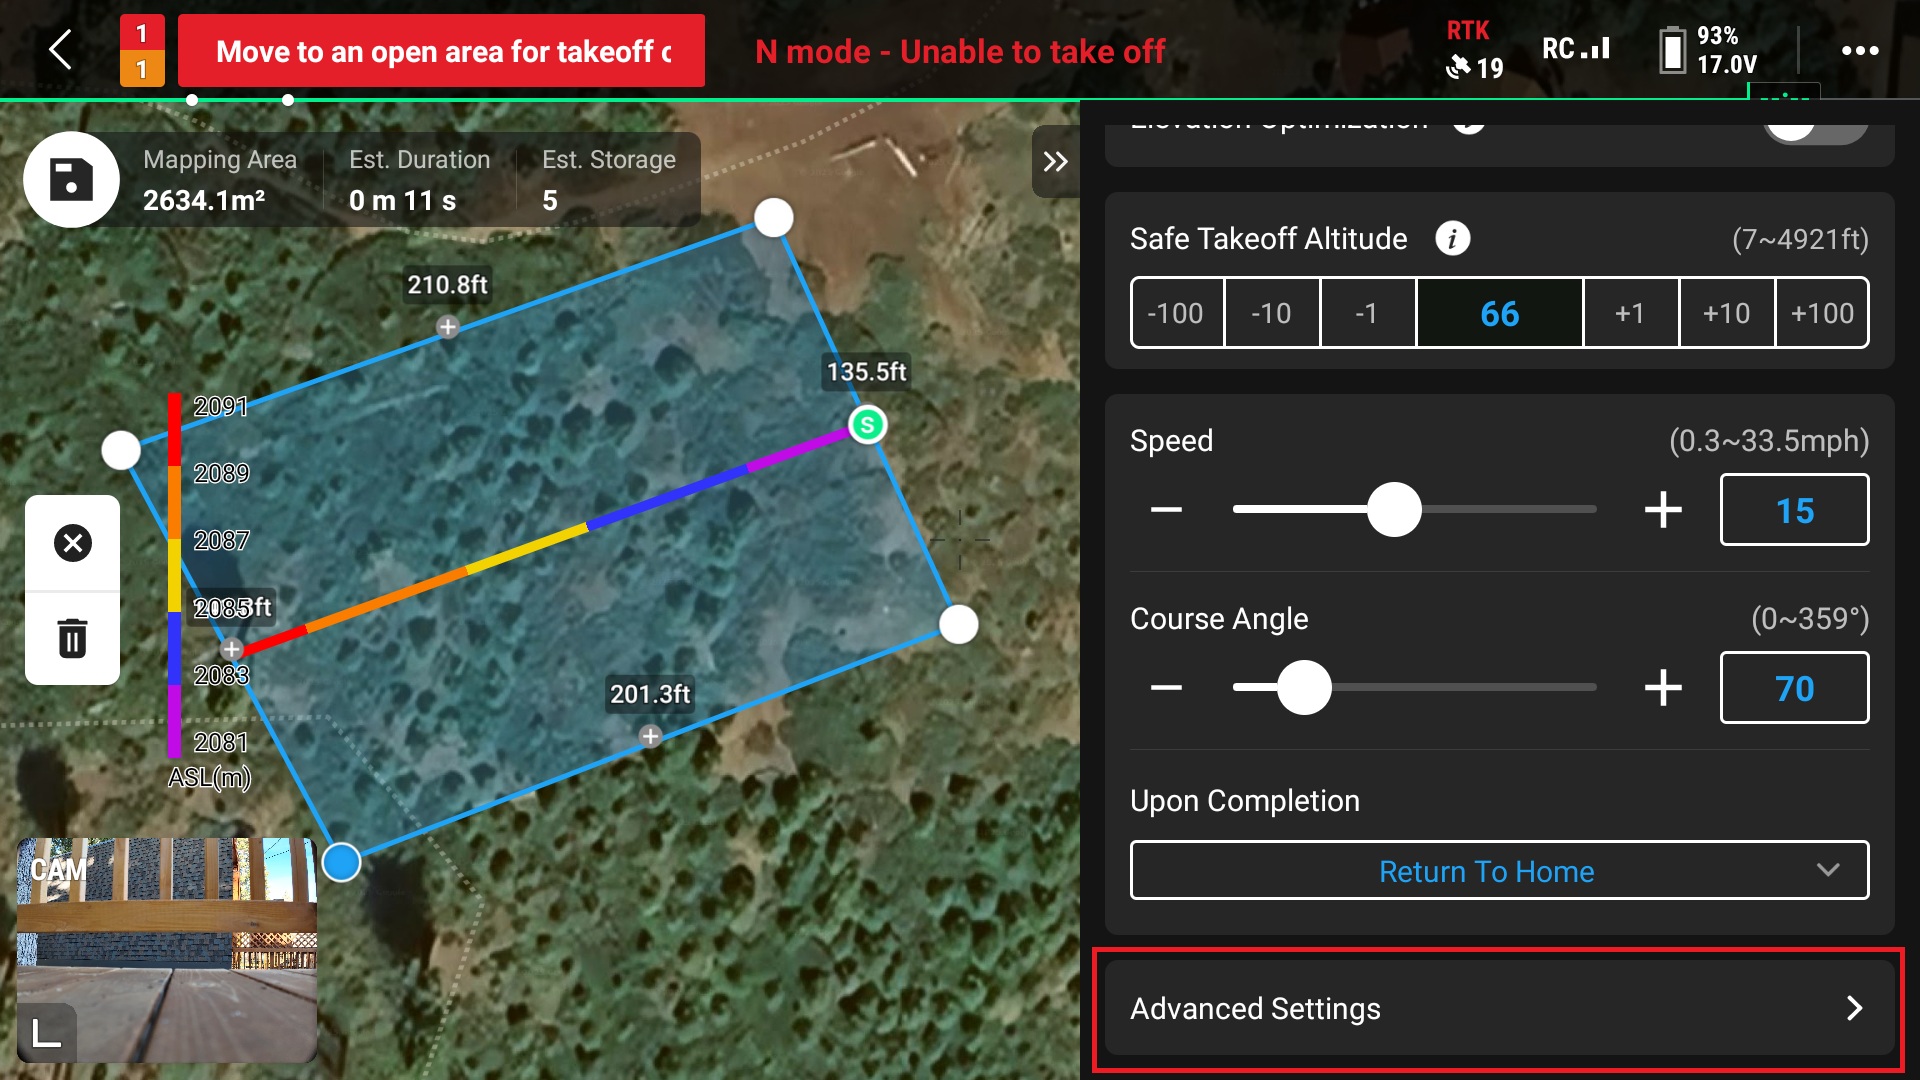 1
1
Move to an open area for takeoff
N mode - Unable to take off
RTK
19
RC
93%
17.0V
Mapping Area
2634.1m²
Est. Duration
0 m 11 s
Est. Storage
5
210.8ft
135.5ft
S
2091
2089
2087
2085
2083
2081
ASL(m)
201.3ft
CAM
Elevation Optimization
Safe Takeoff Altitude
(7~4921ft)
-100 -10 -1 66 +1 +10 +100
Speed
(0.3~33.5mph)
15
Course Angle
(0~359°)
70
Upon Completion
Return To Home
Advanced Settings